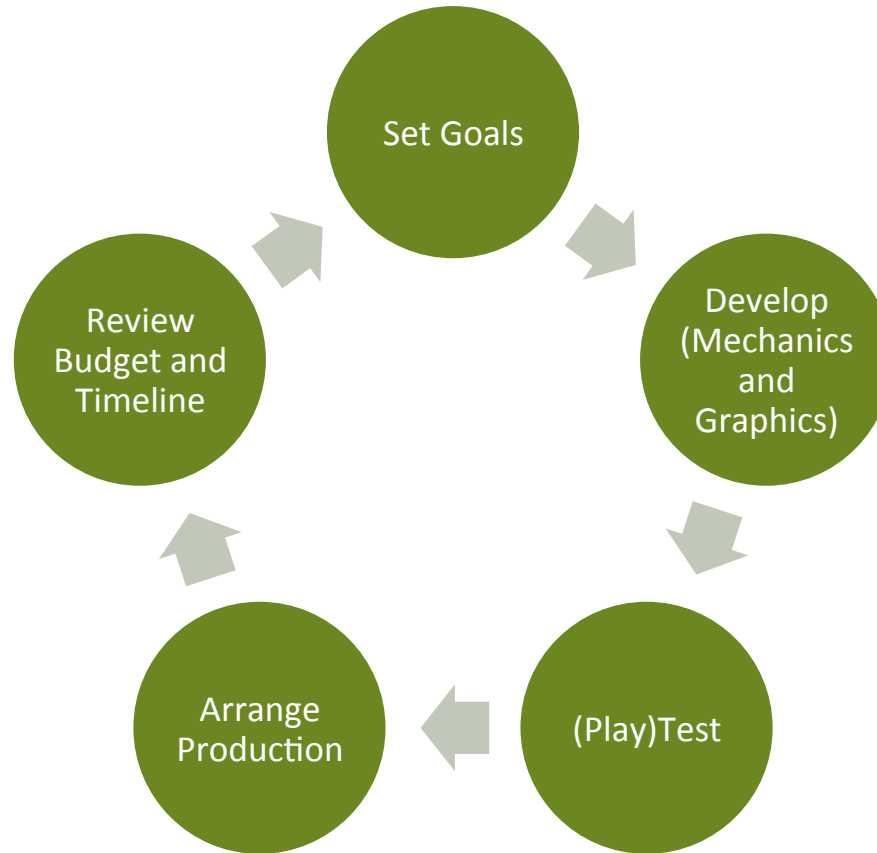 Set Goals
Develop
(Mechanics
and
Graphics)
(Play)Test
Arrange
Production
Review
Budget and
Timeline